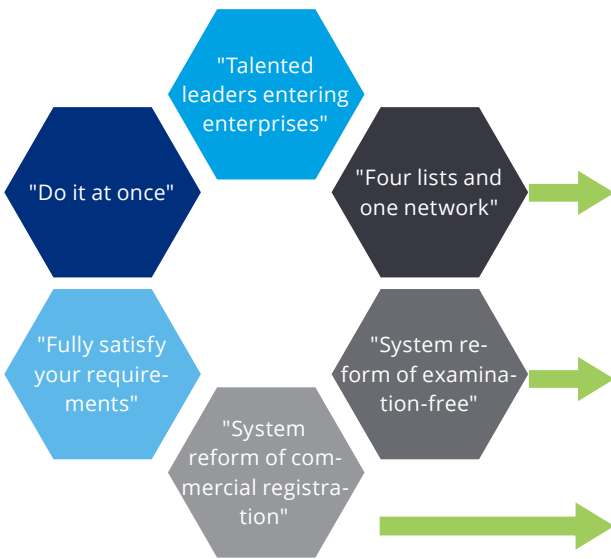 "Talented
leaders entering
enterprises"
"Do it at once"
"Four lists and
one network"
"Fully satisfy
your require-
ments"
"System re-
form of examina-
tion-free"
"System
reform of com-
mercial registra-
tion"